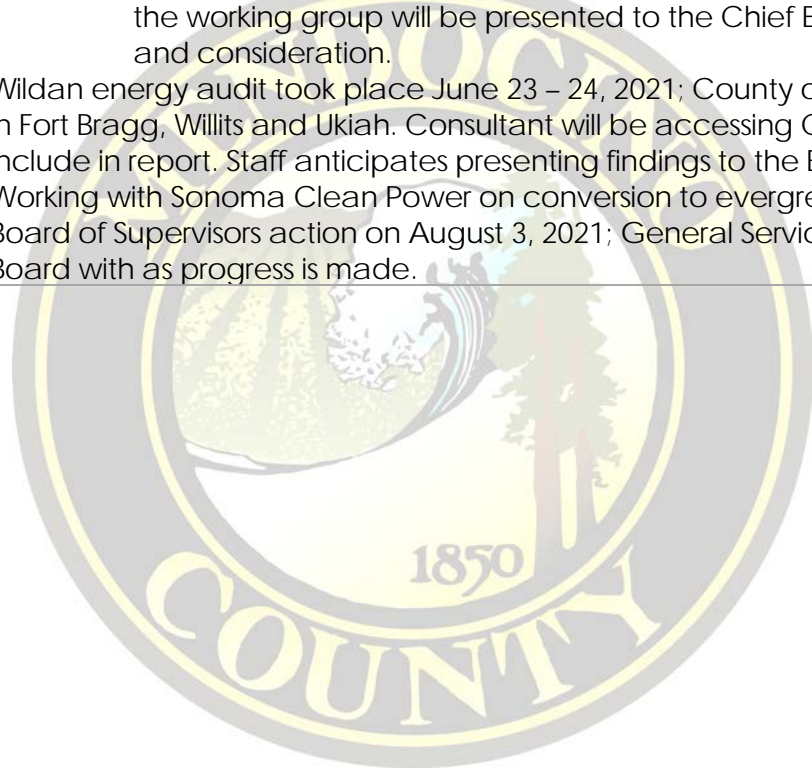 the working group will be presented to the Chief E
and consideration.
Wildan energy audit took place June 23 – 24, 2021; County o
n Fort Bragg, Willits and Ukiah. Consultant will be accessing
nclude in report. Staff anticipates presenting findings to the B
Working with Sonoma Clean Power on conversion to evergre
Board of Supervisors action on August 3, 2021; General Servic
Board with as progress is made.
MENDOCINO
1850
COUNTY